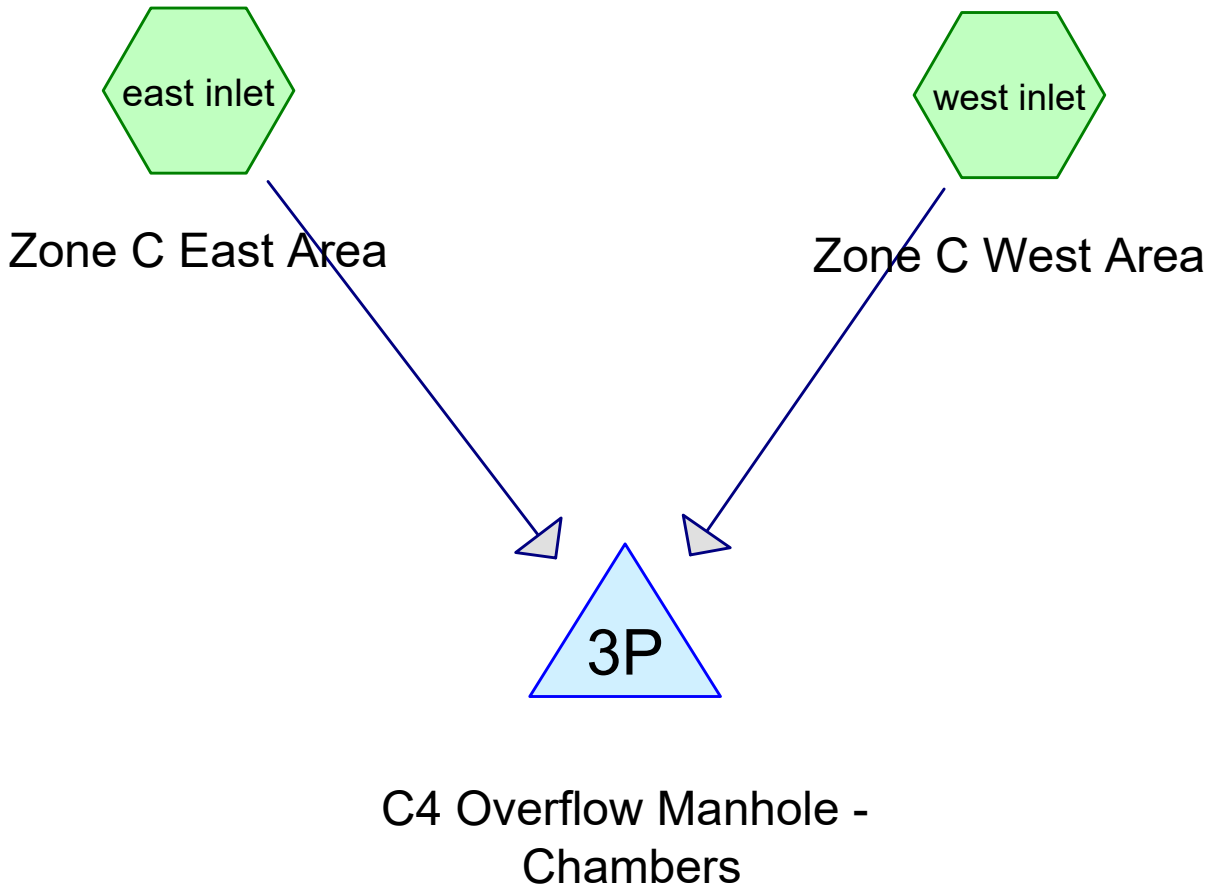 east inlet
west inlet
Zone C East Area
Zone C West Area
3P
C4 Overflow Manhole -
Chambers